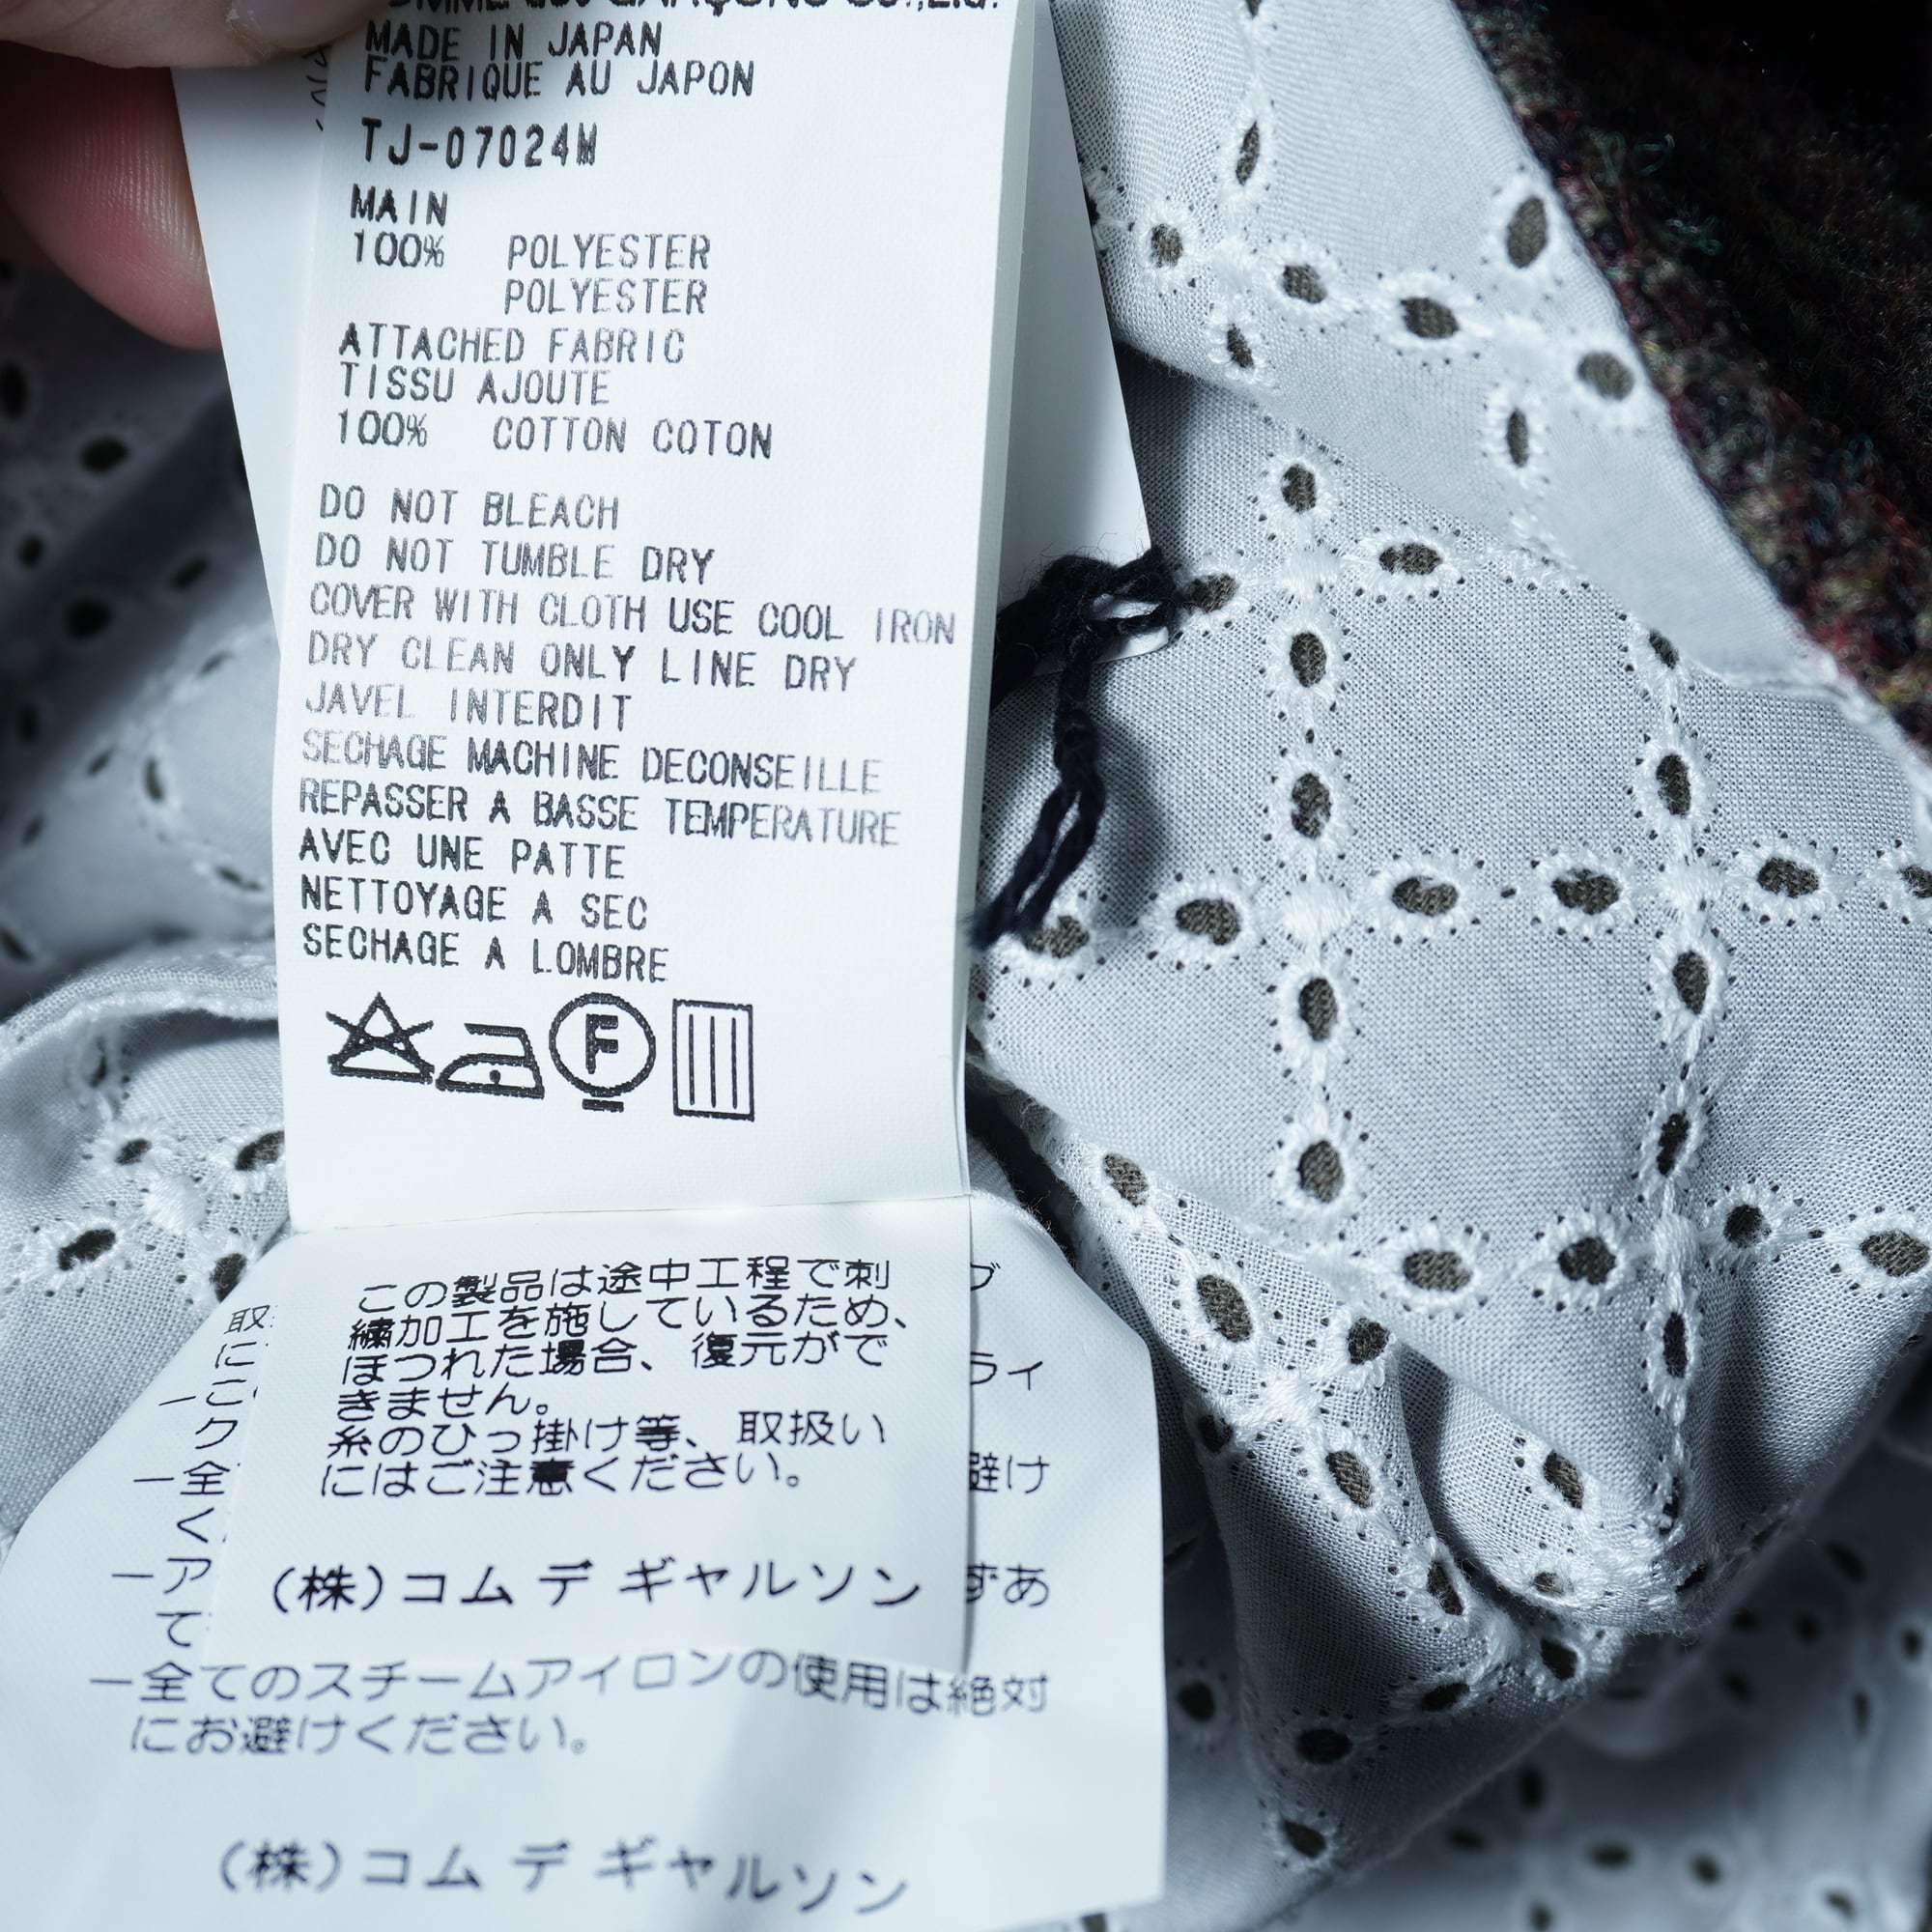 COMME des GARÇONS CO.,LTD.
MADE IN JAPAN
FABRIQUE AU JAPON
TJ-07024M
MAIN
100% POLYESTER
POLYESTER
ATTACHED FABRIC
TISSU AJOUTE
100% COTTON COTON
DO NOT BLEACH
DO NOT TUMBLE DRY
COVER WITH CLOTH USE COOL IRON
DRY CLEAN ONLY LINE DRY
JAVEL INTERDIT
SECHAGE MACHINE DECONSEILLE
REPASSER A BASSE TEMPERATURE
AVEC UNE PATTE
NETTOYAGE A SEC
SECHAGE A LOMBRE
F
この製品は途中工程で刺
繍加工を施しているため、
ほつれた場合、復元がで
きません。
糸のひっ掛け等、取扱い
にはご注意ください。
(株)コム デ ギャルソン
ー全てのスチームアイロンの使用は絶対
にお避けください。
(株)コム デ ギャルソン